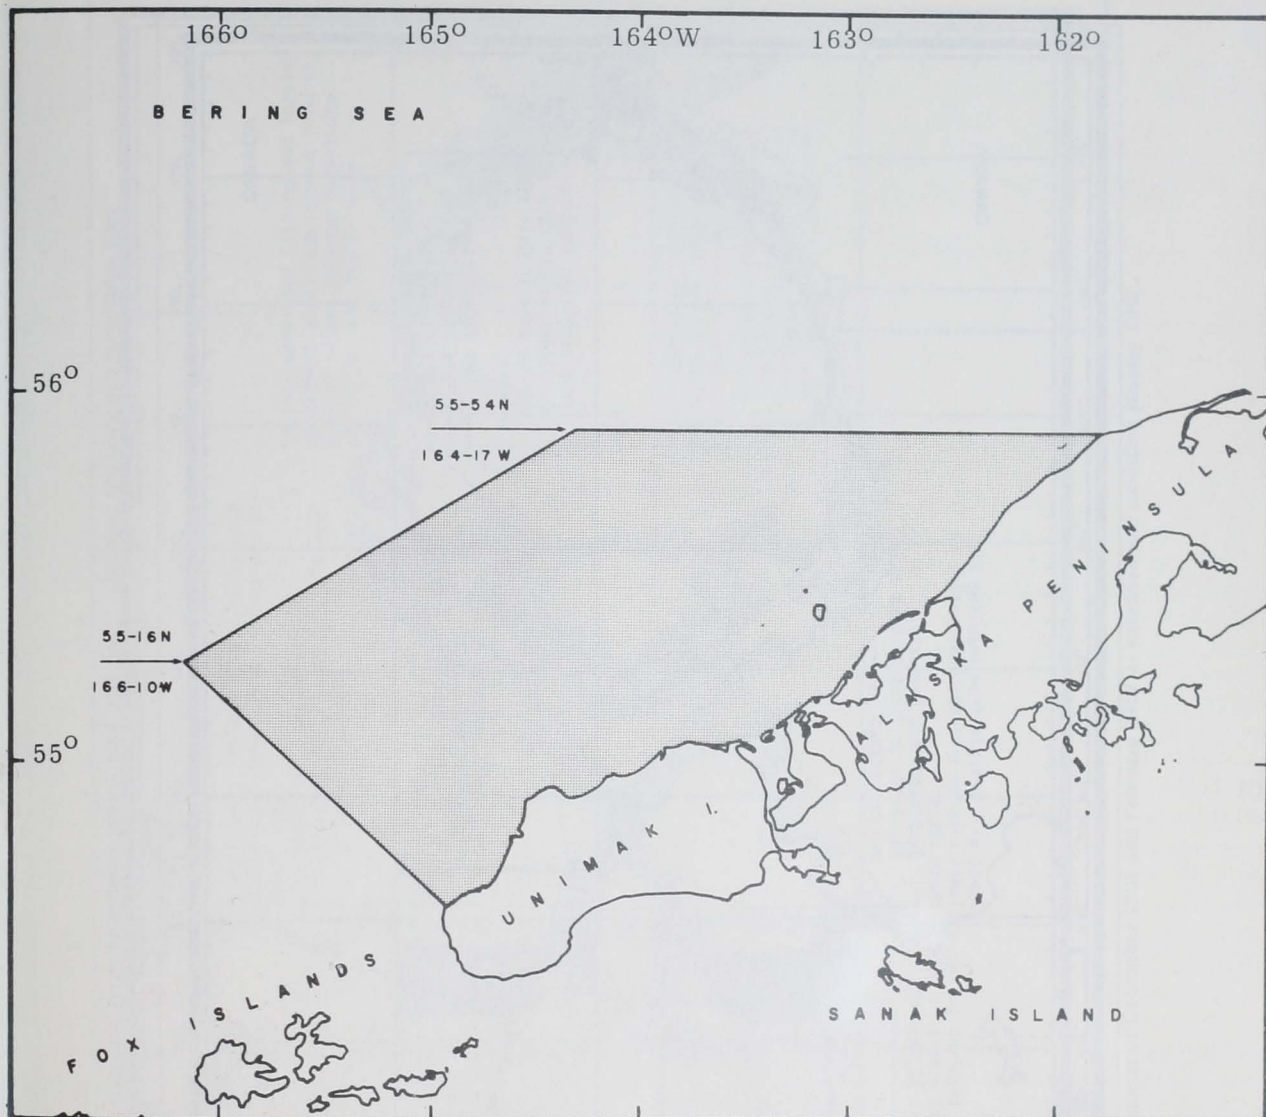 166° 165° 164°W 163° 162°
BERING SEA
56°
55-54N
164-17W
ALASKA PENINSULA
55-16N
166-10W
55°
UNIMAK I.
FOX ISLANDS
SANAK ISLAND